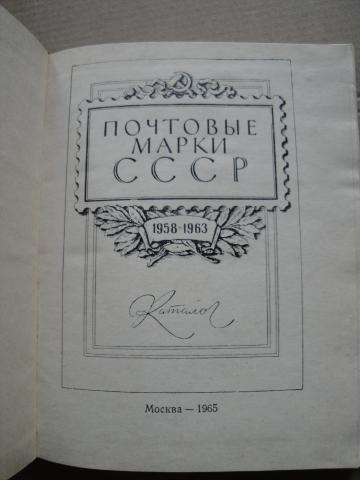 ПОЧТОВЫЕ
МАРКИ
СССР
1958-1963
Каталог
Москва — 1965